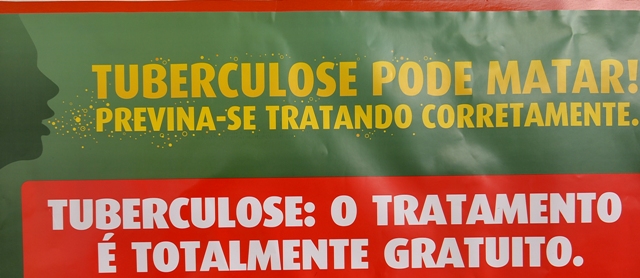 TUBERCULOSE PODE MATAR!
PREVINA-SE TRATANDO CORRETAMENTE.
TUBERCULOSE: O TRATAMENTO
É TOTALMENTE GRATUITO.